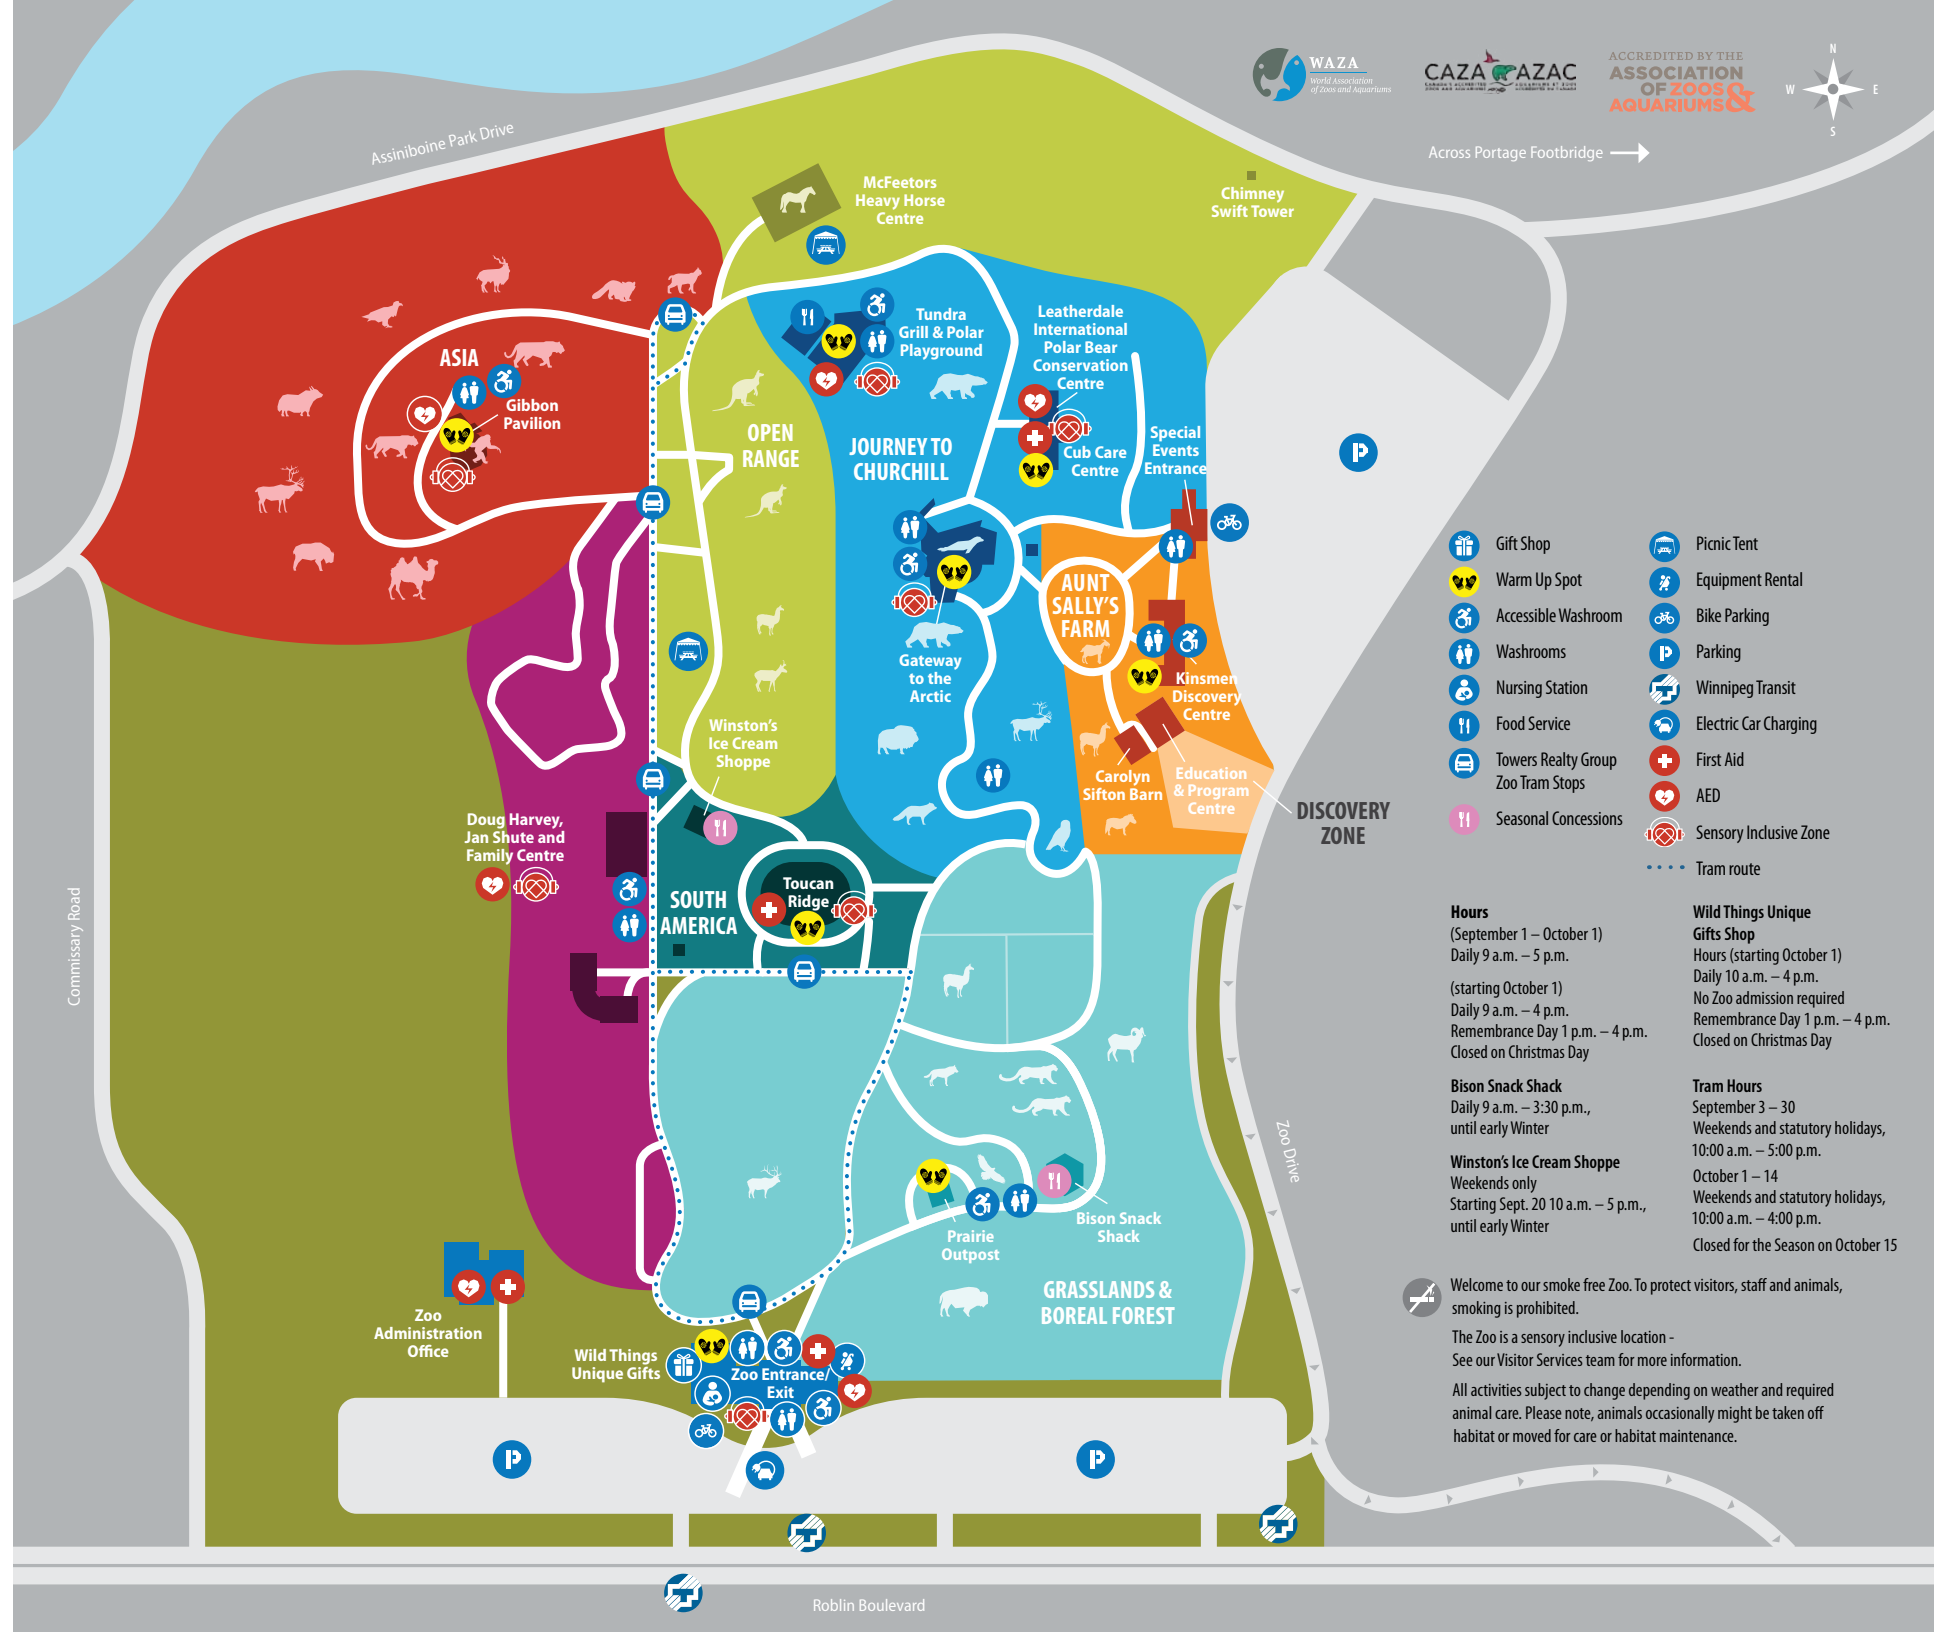 WAZA
World Association
of Zoos and Aquariums
CAZA AZAC
ACCREDITED BY THE
ASSOCIATION
OF ZOOS
AQUARIUMS &
N
W
E
S
Across Portage Footbridge
Assiniboine Park Drive
McFeetors
Heavy Horse
Centre
Chimney
Swift Tower
Tundra
Grill & Polar
Playground
Leatherdale
International
Polar Bear
Conservation
Centre
ASIA
Gibbon
Pavilion
OPEN
RANGE
JOURNEY TO
CHURCHILL
Cub Care
Centre
Special
Events
Entrance
AUNT
SALLY'S
FARM
Gateway
to the
Arctic
Kinsmen
Discovery
Centre
Winston's
Ice Cream
Shoppe
Carolyn
Sifton Barn
Education
& Program
Centre
DISCOVERY
ZONE
Doug Harvey,
Jan Shute and
Family Centre
SOUTH
AMERICA
Toucan
Ridge
Commissary Road
Zoo Drive
Prairie
Outpost
Bison Snack
Shack
GRASSLANDS &
BOREAL FOREST
Zoo
Administration
Office
Wild Things
Unique Gifts
Zoo Entrance/
Exit
Roblin Boulevard
Gift Shop
Warm Up Spot
Accessible Washroom
Washrooms
Nursing Station
Food Service
Towers Realty Group
Zoo Tram Stops
Seasonal Concessions
Picnic Tent
Equipment Rental
Bike Parking
Parking
Winnipeg Transit
Electric Car Charging
First Aid
AED
Sensory Inclusive Zone
Tram route
Hours
(September 1 – October 1)
Daily 9 a.m. – 5 p.m.
(starting October 1)
Daily 9 a.m. – 4 p.m.
Remembrance Day 1 p.m. – 4 p.m.
Closed on Christmas Day
Bison Snack Shack
Daily 9 a.m. – 3:30 p.m.,
until early Winter
Winston's Ice Cream Shoppe
Weekends only
Starting Sept. 20 10 a.m. – 5 p.m.,
until early Winter
Wild Things Unique
Gifts Shop
Hours (starting October 1)
Daily 10 a.m. – 4 p.m.
No Zoo admission required
Remembrance Day 1 p.m. – 4 p.m.
Closed on Christmas Day
Tram Hours
September 3 – 30
Weekends and statutory holidays,
10:00 a.m. – 5:00 p.m.
October 1 – 14
Weekends and statutory holidays,
10:00 a.m. – 4:00 p.m.
Closed for the Season on October 15
Welcome to our smoke free Zoo. To protect visitors, staff and animals,
smoking is prohibited.
The Zoo is a sensory inclusive location -
See our Visitor Services team for more information.
All activities subject to change depending on weather and required
animal care. Please note, animals occasionally might be taken off
habitat or moved for care or habitat maintenance.